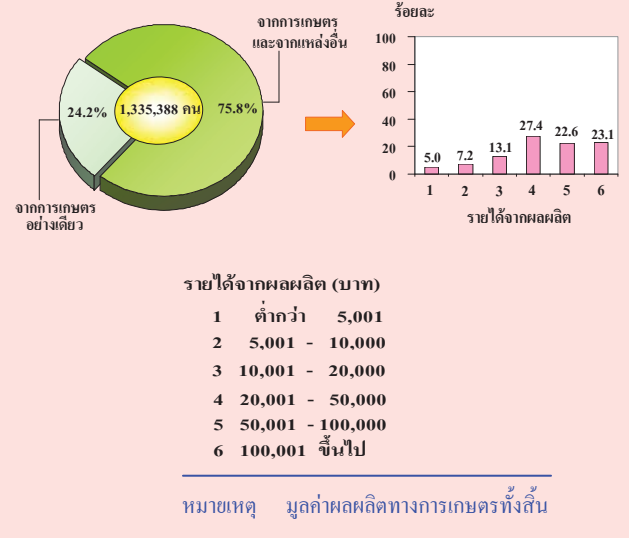 จากการเกษตร
และจากแหล่งอื่น
24.2%
1,335,388 คน
75.8%
จากการเกษตร
อย่างเดียว
ร้อยละ
100
80
60
40
20
0
5.0 7.2 13.1 27.4 22.6 23.1
1 2 3 4 5 6
รายได้จากผลผลิต
รายได้จากผลผลิต (บาท)
1 ต่ำกว่า 5,001
2 5,001 - 10,000
3 10,001 - 20,000
4 20,001 - 50,000
5 50,001 -100,000
6 100,001 ขึ้นไป
หมายเหตุ มูลค่าผลผลิตทางการเกษตรทั้งสิ้น